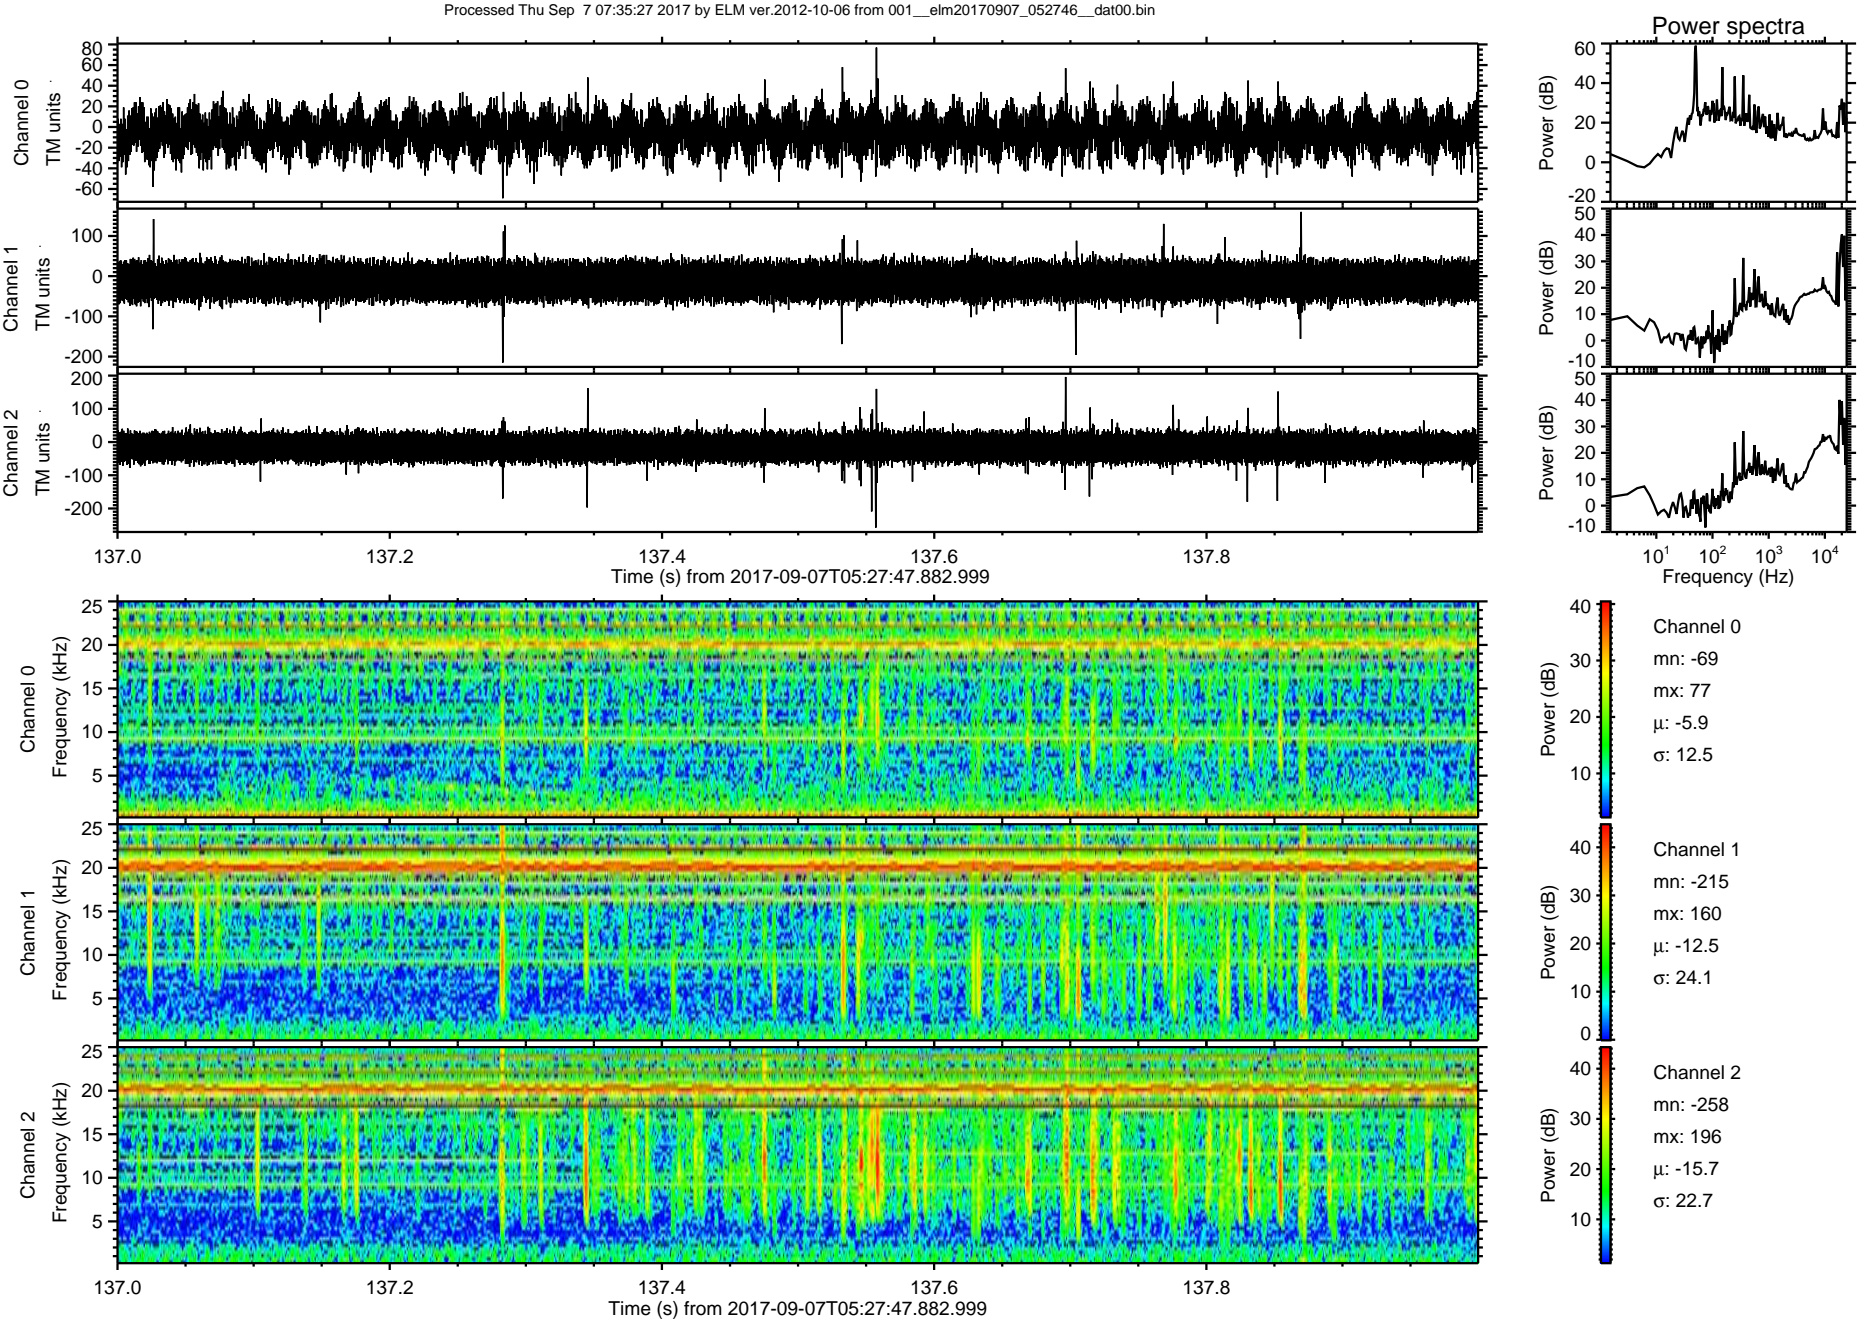 Processed Thu Sep  7 07:35:27 2017 by ELM ver.2012-10-06 from 001__elm20170907_052746__dat00.bin
Power spectra
Channel 0
TM units
80
60
40
20
0
-20
-40
-60
Power (dB)
60
40
20
0
-20
Channel 1
TM units
100
0
-100
-200
Power (dB)
50
40
30
20
10
0
-10
Channel 2
TM units
200
100
0
-100
-200
Power (dB)
50
40
30
20
10
0
-10
137.0 137.2 137.4 137.6 137.8
Time (s) from 2017-09-07T05:27:47.882.999
10^1 10^2 10^3 10^4
Frequency (Hz)
Channel 0
Frequency (kHz)
25
20
15
10
5
Power (dB)
40
30
20
10
Channel 0
mn: -69
mx: 77
μ: -5.9
σ: 12.5
Channel 1
Frequency (kHz)
25
20
15
10
5
Power (dB)
40
30
20
10
0
Channel 1
mn: -215
mx: 160
μ: -12.5
σ: 24.1
Channel 2
Frequency (kHz)
25
20
15
10
5
Power (dB)
40
30
20
10
Channel 2
mn: -258
mx: 196
μ: -15.7
σ: 22.7
137.0 137.2 137.4 137.6 137.8
Time (s) from 2017-09-07T05:27:47.882.999